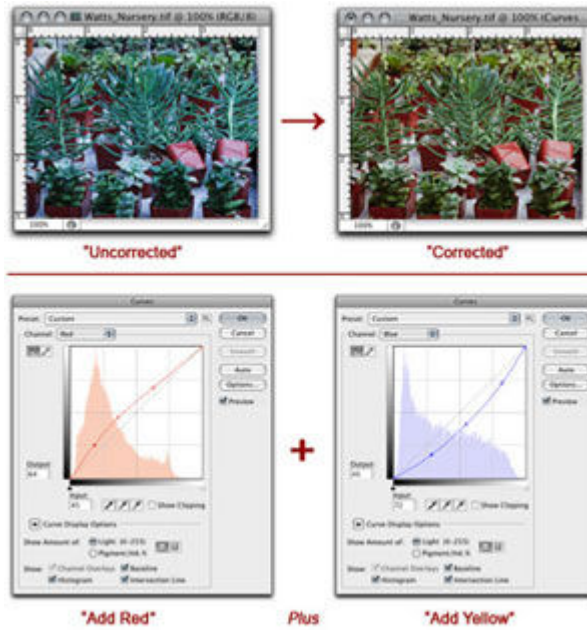 Watts_Nursery.tif @ 100% (RGB/8)
Watts_Nursery.tif @ 100% (Curves
100%
100%
"Uncorrected"
"Corrected"
Curves
Preset: Custom
OK
Channel: Red
Cancel
Smooth
Auto
Options...
Preview
Output:
64
Input:
Show Clipping
Curve Display Options
Show Amount of: Light (0-255)
Pigment/Ink %
Show: Channel Overlays Baseline
Histogram Intersection Line
Curves
Preset: Custom
OK
Channel: Blue
Cancel
Smooth
Auto
Options...
Preview
Output:
Input:
72
Show Clipping
Curve Display Options
Show Amount of: Light (0-255)
Pigment/Ink %
Show: Channel Overlays Baseline
Histogram Intersection Line
+
"Add Red"
Plus
"Add Yellow"